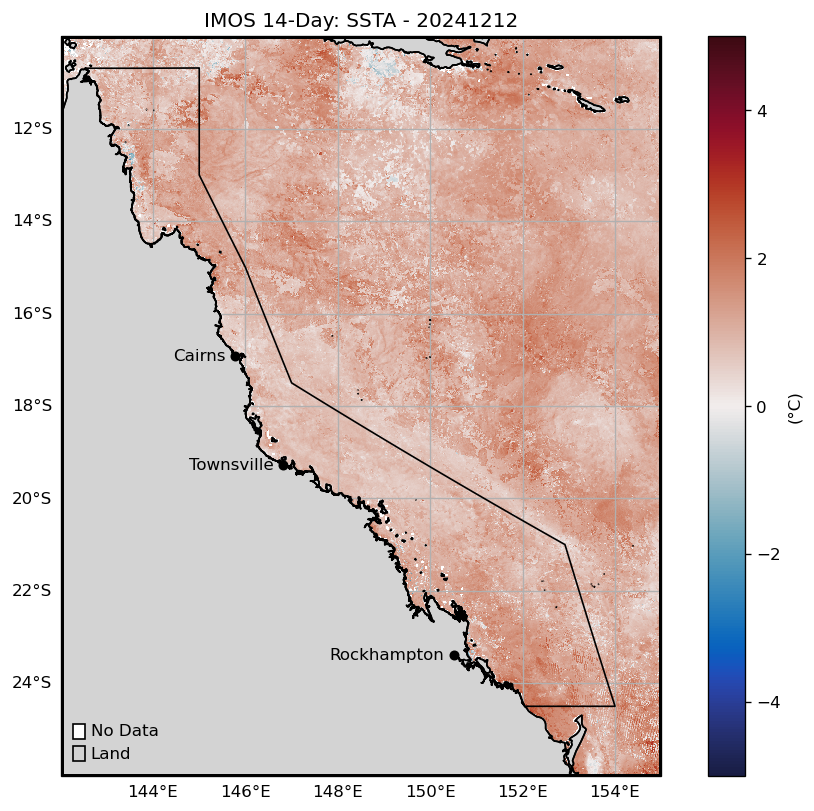 IMOS 14-Day: SSTA - 20241212
12°S
14°S
16°S
18°S
20°S
22°S
24°S
Cairns
Townsville
Rockhampton
No Data
Land
144°E 146°E 148°E 150°E 152°E 154°E
4
2
0
−2
−4
(°C)